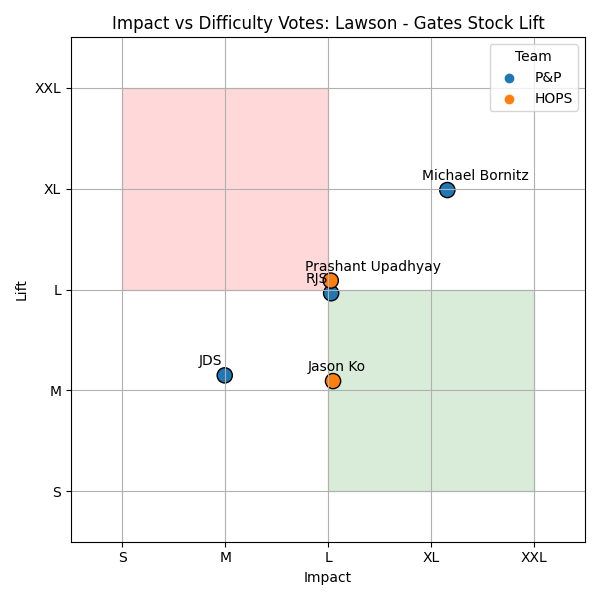 Impact vs Difficulty Votes: Lawson - Gates Stock Lift
Team
P&P
HOPS
XXL
XL
L
M
S
Lift
Michael Bornitz
Prashant Upadhyay
RJS
JDS
Jason Ko
S
M
L
XL
XXL
Impact